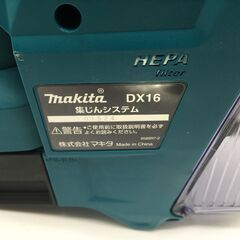 HEPA
filter
makita DX16
集じんシステム
⚠警告 ●ご使用前に取扱説明書を必ずよくお読みください。
株式会社マキタ Made in China